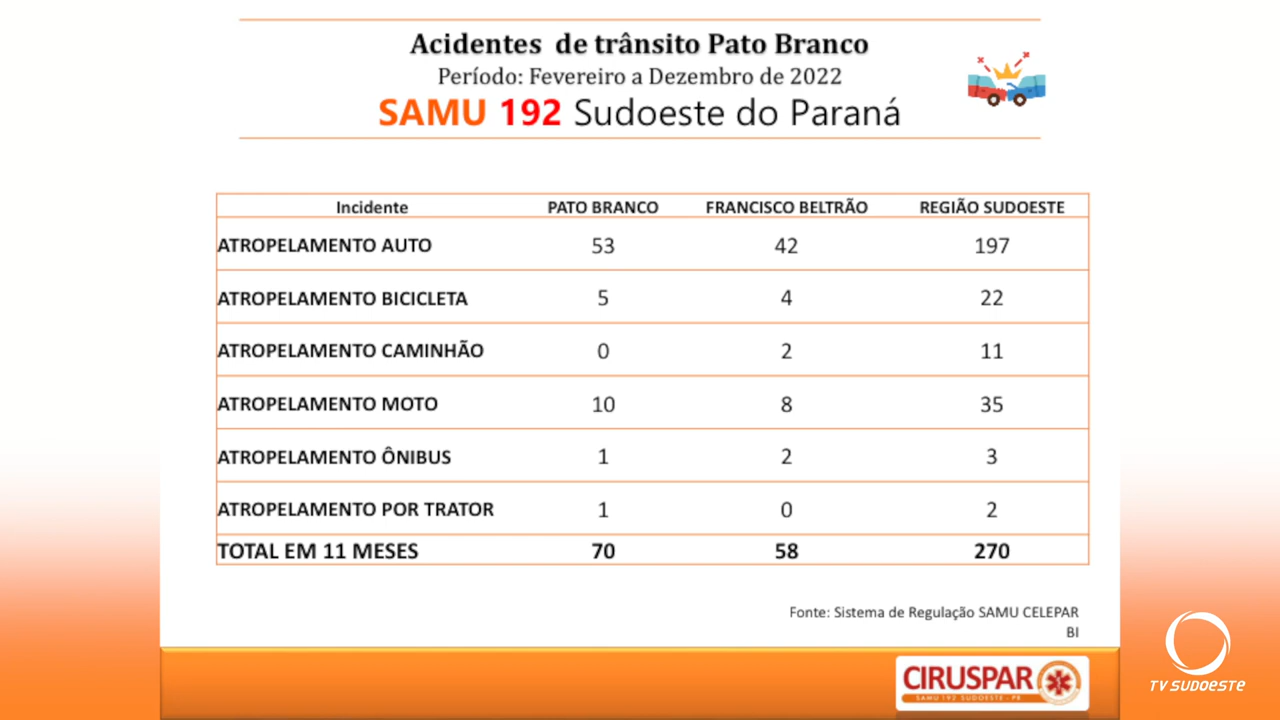 Acidentes de trânsito Pato Branco
Período: Fevereiro a Dezembro de 2022
SAMU 192 Sudoeste do Paraná
Incidente PATO BRANCO FRANCISCO BELTRÃO REGIÃO SUDOESTE
ATROPELAMENTO AUTO 53 42 197
ATROPELAMENTO BICICLETA 5 4 22
ATROPELAMENTO CAMINHÃO 0 2 11
ATROPELAMENTO MOTO 10 8 35
ATROPELAMENTO ÔNIBUS 1 2 3
ATROPELAMENTO POR TRATOR 1 0 2
TOTAL EM 11 MESES 70 58 270
Fonte: Sistema de Regulação SAMU CELEPAR
BI
CIRUSPAR
SAMU 192 SUDOESTE - PR
TV SUDOESTE